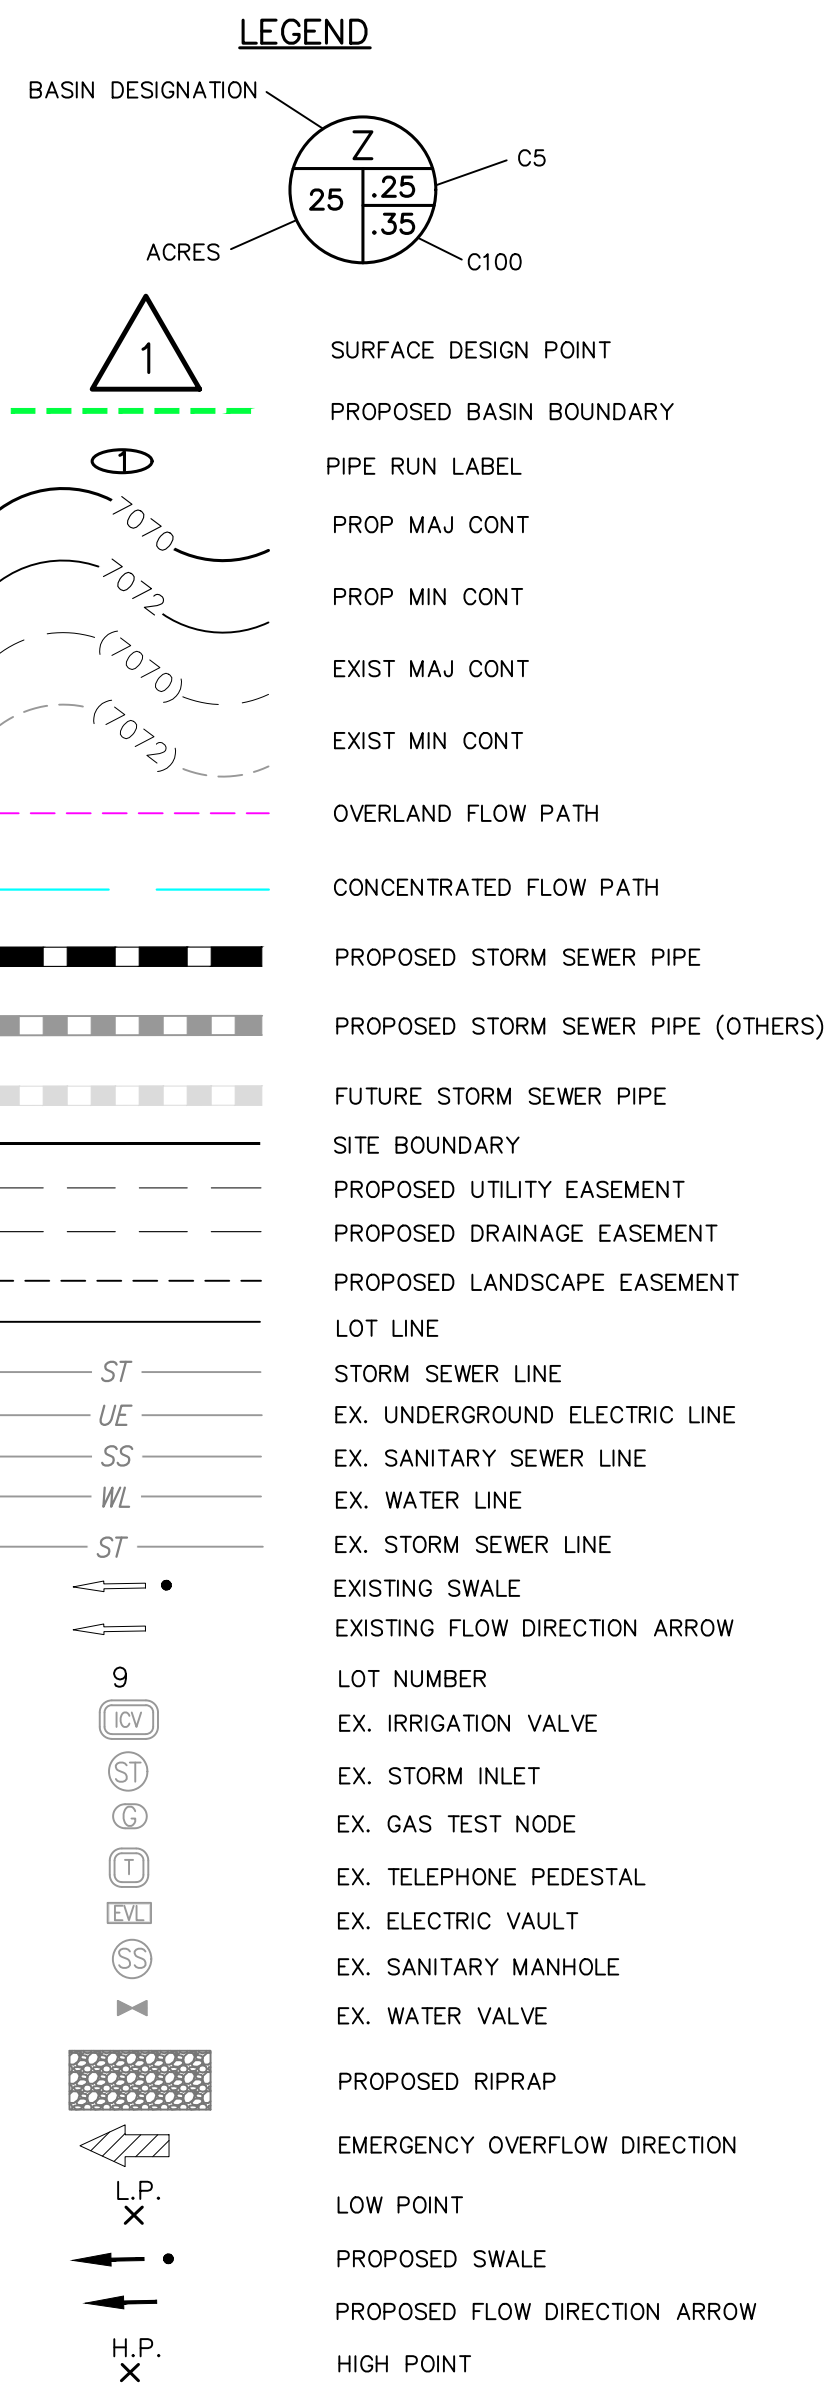 LEGEND
BASIN DESIGNATION
Z
C5
25 .25
.35
ACRES
C100
1 SURFACE DESIGN POINT
PROPOSED BASIN BOUNDARY
1 PIPE RUN LABEL
7070 PROP MAJ CONT
7072 PROP MIN CONT
(7070) EXIST MAJ CONT
(7072) EXIST MIN CONT
OVERLAND FLOW PATH
CONCENTRATED FLOW PATH
PROPOSED STORM SEWER PIPE
PROPOSED STORM SEWER PIPE (OTHERS)
FUTURE STORM SEWER PIPE
SITE BOUNDARY
PROPOSED UTILITY EASEMENT
PROPOSED DRAINAGE EASEMENT
PROPOSED LANDSCAPE EASEMENT
LOT LINE
ST STORM SEWER LINE
UE EX. UNDERGROUND ELECTRIC LINE
SS EX. SANITARY SEWER LINE
WL EX. WATER LINE
ST EX. STORM SEWER LINE
EXISTING SWALE
EXISTING FLOW DIRECTION ARROW
9 LOT NUMBER
ICV EX. IRRIGATION VALVE
ST EX. STORM INLET
G EX. GAS TEST NODE
T EX. TELEPHONE PEDESTAL
EVL EX. ELECTRIC VAULT
SS EX. SANITARY MANHOLE
EX. WATER VALVE
PROPOSED RIPRAP
EMERGENCY OVERFLOW DIRECTION
L.P. LOW POINT
PROPOSED SWALE
PROPOSED FLOW DIRECTION ARROW
H.P. HIGH POINT